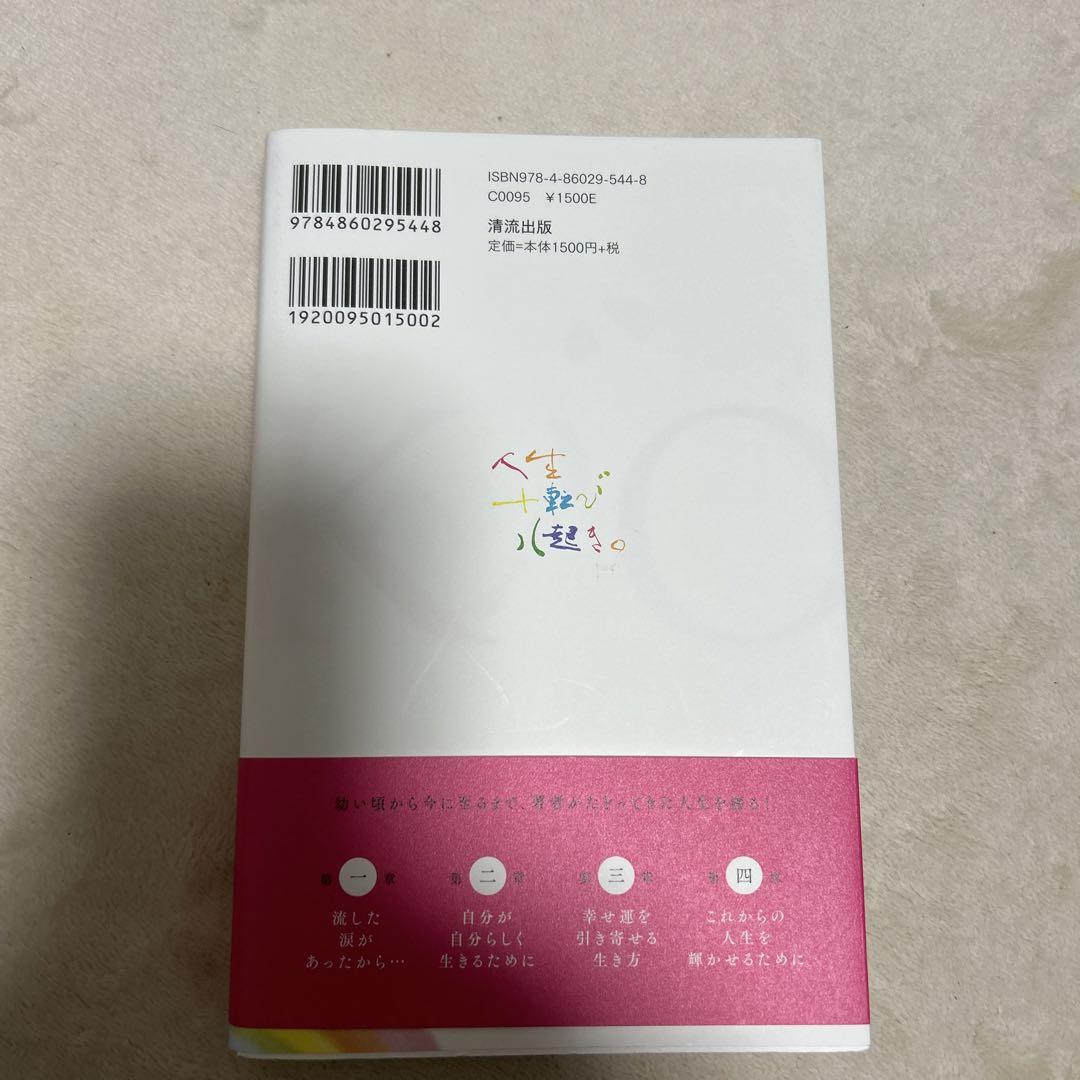 ISBN978-4-86029-544-8
C0095 ¥1500E
9784860295448
清流出版
定価=本体1500円+税
1920095015002
人生
十転び
八起き。
幼い頃から今に至るまで、著者がたどってきた人生を綴る!
第一章
流した
涙が
あったから…
第二章
自分が
自分らしく
生きるために
第三章
幸せ運を
引き寄せる
生き方
第四章
これからの
人生を
輝かせるために